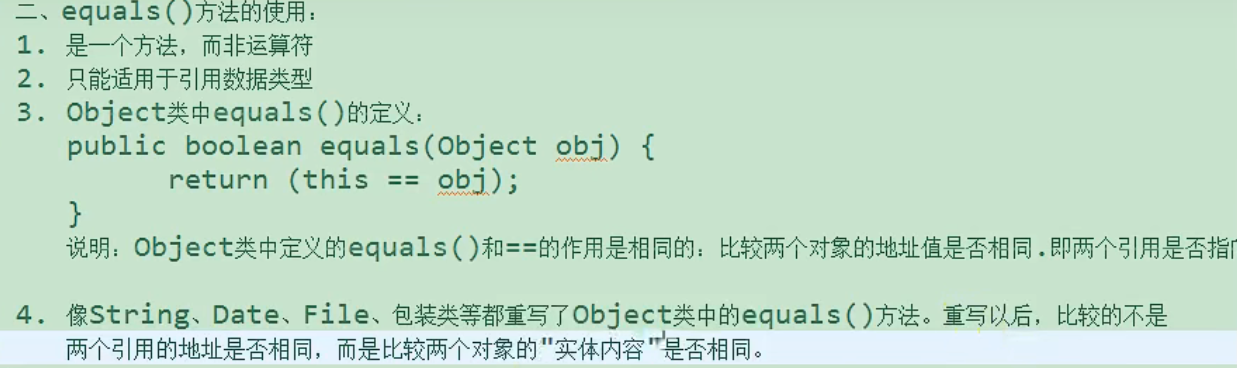 二、equals()方法的使用：
1. 是一个方法，而非运算符
2. 只能适用于引用数据类型
3. Object类中equals()的定义：
public boolean equals(Object obj) {
return (this == obj);
}
说明：Object类中定义的equals()和==的作用是相同的：比较两个对象的地址值是否相同.即两个引用是否指向
4. 像String、Date、File、包装类等都重写了Object类中的equals()方法。重写以后，比较的不是
两个引用的地址是否相同，而是比较两个对象的"实体内容"是否相同。